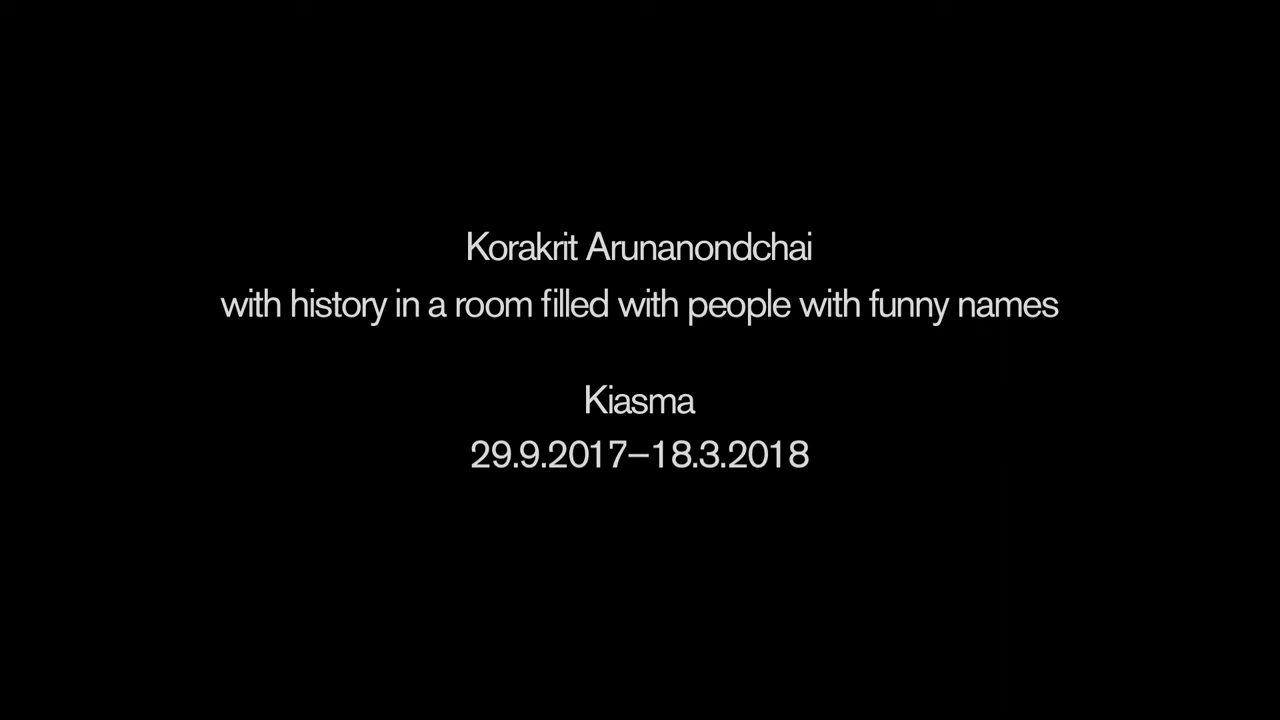 Korakrit Arunanondchai
with history in a room filled with people with funny names
Kiasma
29.9.2017–18.3.2018